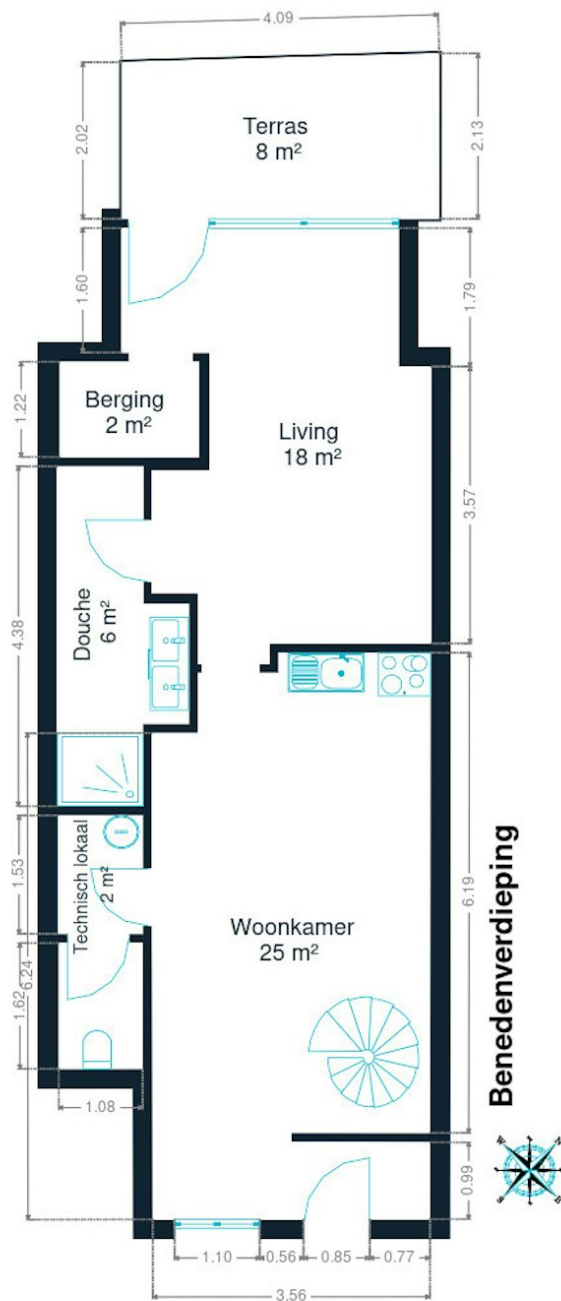 4.09
2.02
2.13
Terras
8 m²
1.60
1.79
Berging
2 m²
1.22
Living
18 m²
3.57
4.38
Douche
6 m²
Technisch lokaal
2 m²
1.53
6.19
Woonkamer
25 m²
Benedenverdieping
6.24
1.62
1.08
0.99
1.10
0.56
0.85
0.77
3.56